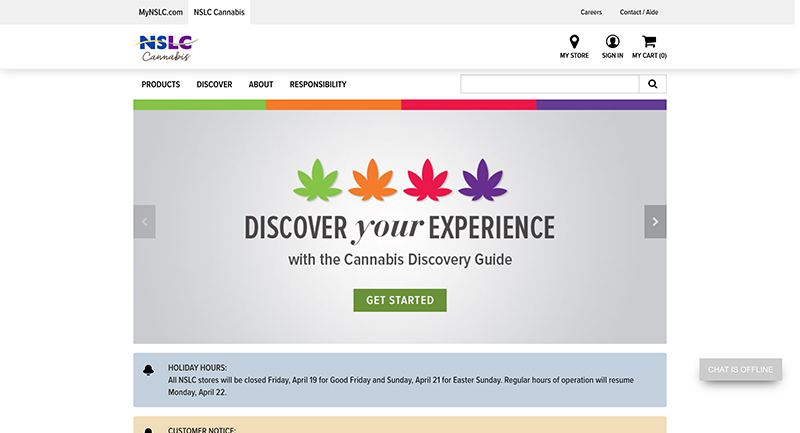 MyNSLC.com NSLC Cannabis Careers Contact / Aide
NSLC
Cannabis
MY STORE SIGN IN MY CART (0)
PRODUCTS DISCOVER ABOUT RESPONSIBILITY
DISCOVER your EXPERIENCE
with the Cannabis Discovery Guide
GET STARTED
HOLIDAY HOURS:
All NSLC stores will be closed Friday, April 19 for Good Friday and Sunday, April 21 for Easter Sunday. Regular hours of operation will resume
Monday, April 22.
CHAT IS OFFLINE
CUSTOMER NOTICE: